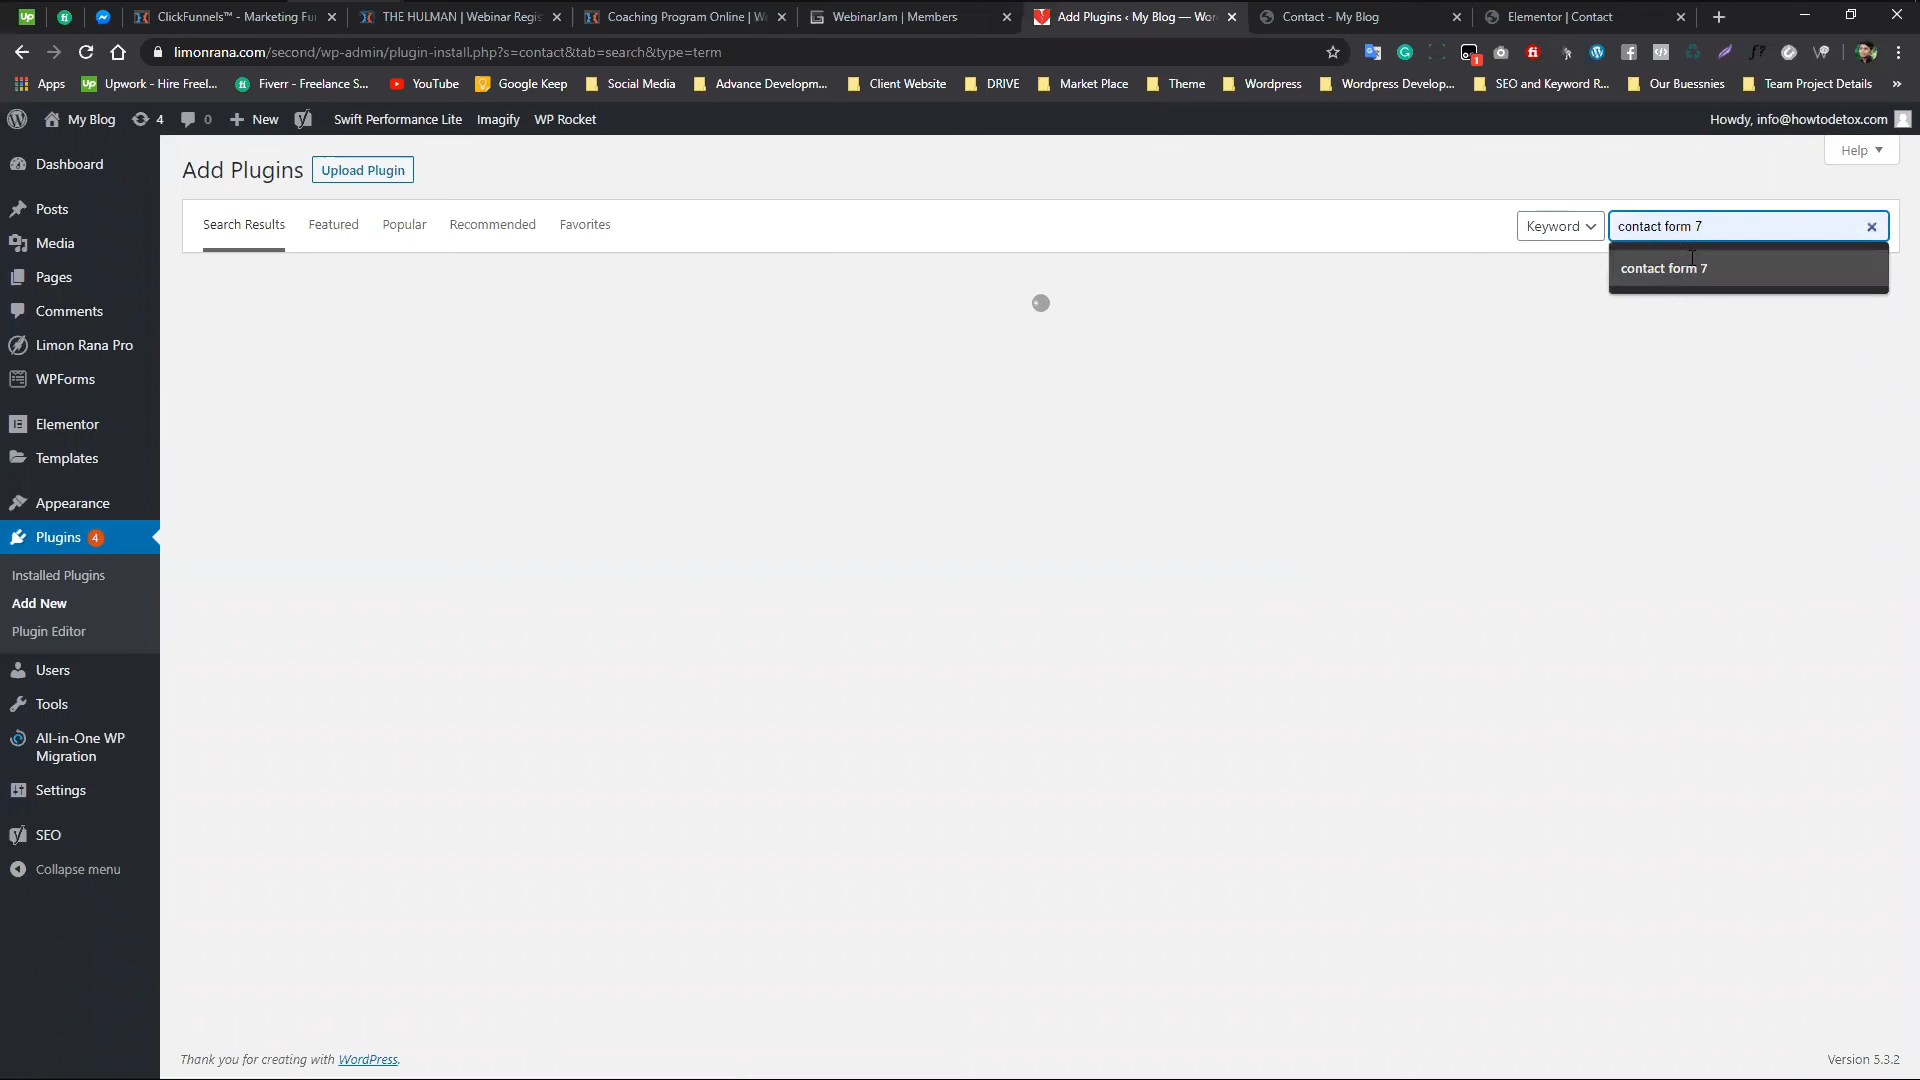 ClickFunnels™ - Marketing Fu
THE HULMAN | Webinar Regis
Coaching Program Online | W
WebinarJam | Members
Add Plugins ‹ My Blog — Wor
Contact - My Blog
Elementor | Contact
limonrana.com/second/wp-admin/plugin-install.php?s=contact&tab=search&type=term
Apps
Upwork - Hire Freel...
Fiverr - Freelance S...
YouTube
Google Keep
Social Media
Advance Developm...
Client Website
DRIVE
Market Place
Theme
Wordpress
Wordpress Develop...
SEO and Keyword R...
Our Buessnies
Team Project Details
»
My Blog
4
0
New
Swift Performance Lite
Imagify
WP Rocket
Howdy, info@howtodetox.com
Dashboard
Posts
Media
Pages
Comments
Limon Rana Pro
WPForms
Elementor
Templates
Appearance
Plugins 4
Installed Plugins
Add New
Plugin Editor
Users
Tools
All-in-One WP
Migration
Settings
SEO
Collapse menu
Help
Add Plugins
Upload Plugin
Search Results
Featured
Popular
Recommended
Favorites
Keyword
contact form 7
contact form 7
Thank you for creating with WordPress.
Version 5.3.2